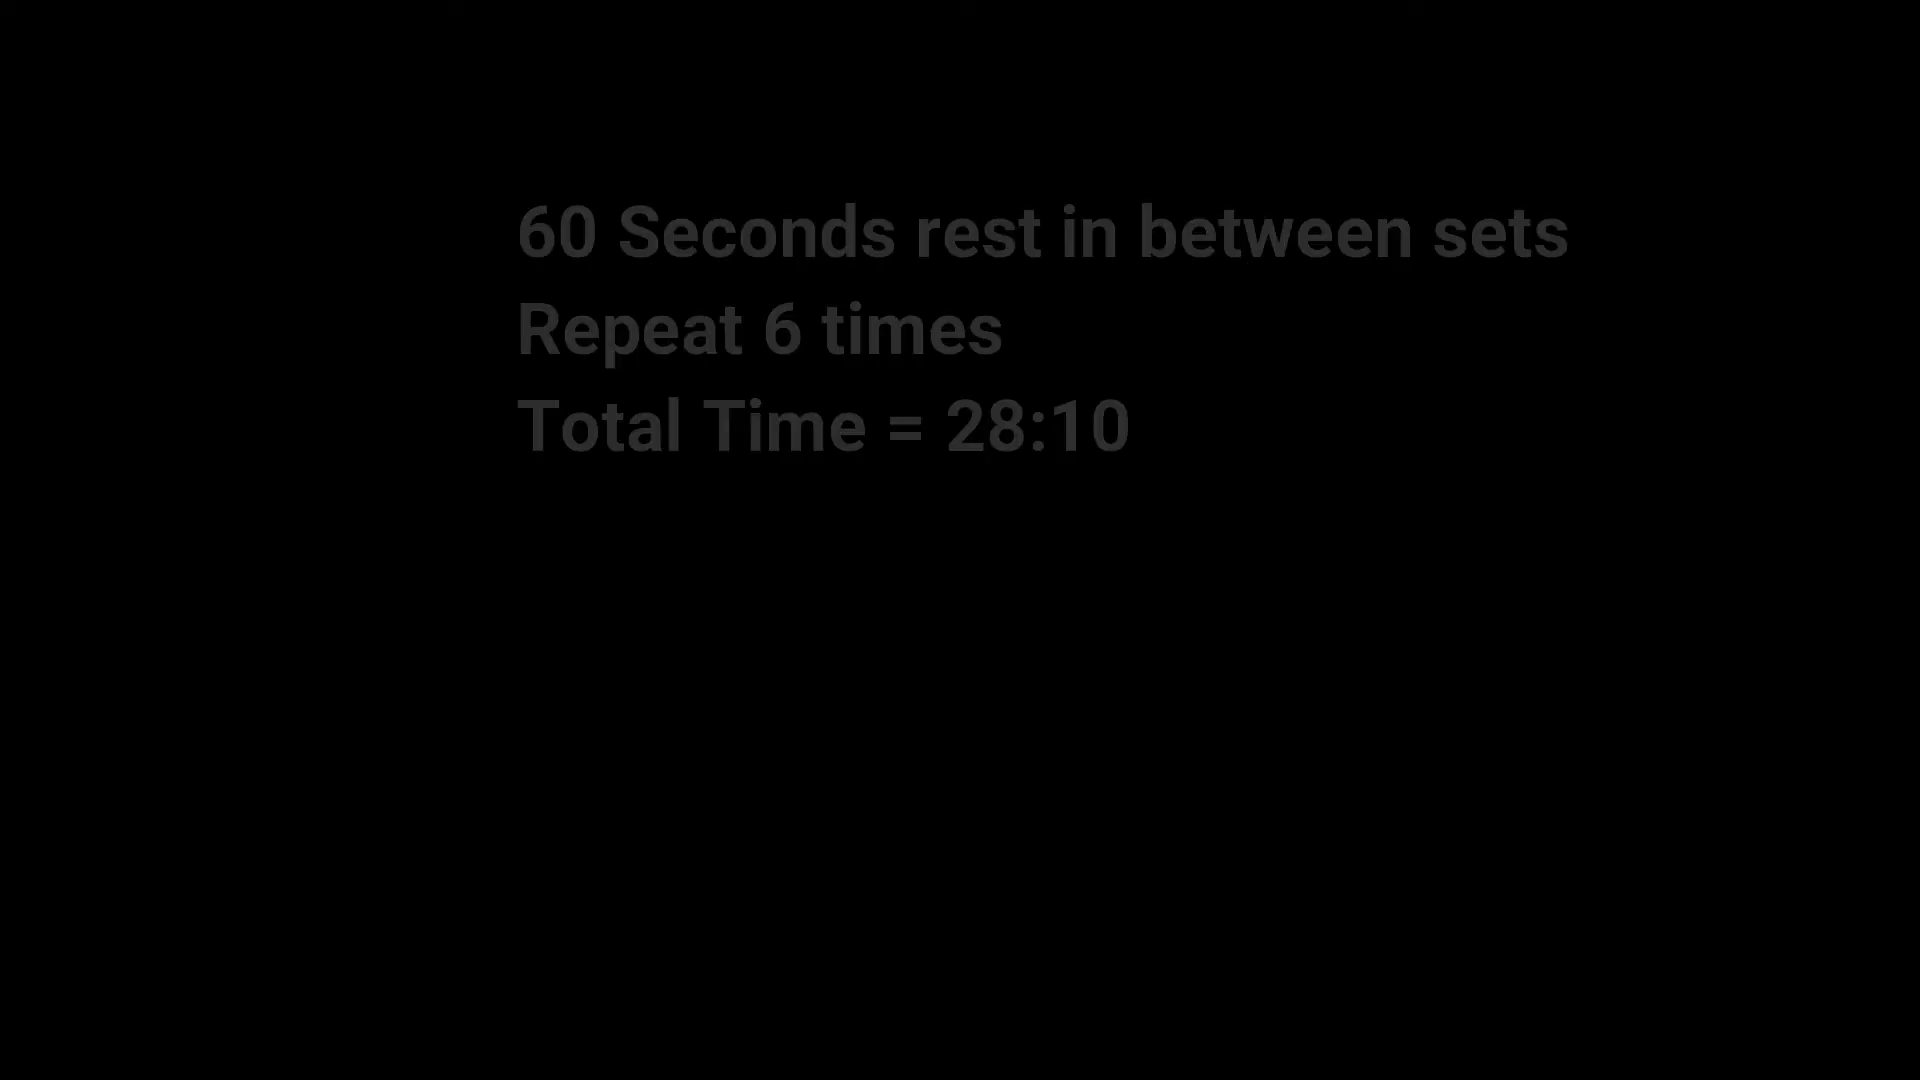 60 Seconds rest in between sets
Repeat 6 times
Total Time = 28:10